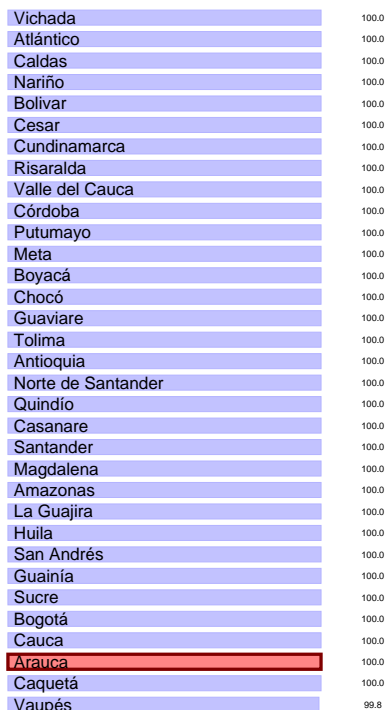 Vichada 100.0
Atlántico 100.0
Caldas 100.0
Nariño 100.0
Bolivar 100.0
Cesar 100.0
Cundinamarca 100.0
Risaralda 100.0
Valle del Cauca 100.0
Córdoba 100.0
Putumayo 100.0
Meta 100.0
Boyacá 100.0
Chocó 100.0
Guaviare 100.0
Tolima 100.0
Antioquia 100.0
Norte de Santander 100.0
Quindío 100.0
Casanare 100.0
Santander 100.0
Magdalena 100.0
Amazonas 100.0
La Guajira 100.0
Huila 100.0
San Andrés 100.0
Guainía 100.0
Sucre 100.0
Bogotá 100.0
Cauca 100.0
Arauca 100.0
Caquetá 100.0
Vaupés 99.8